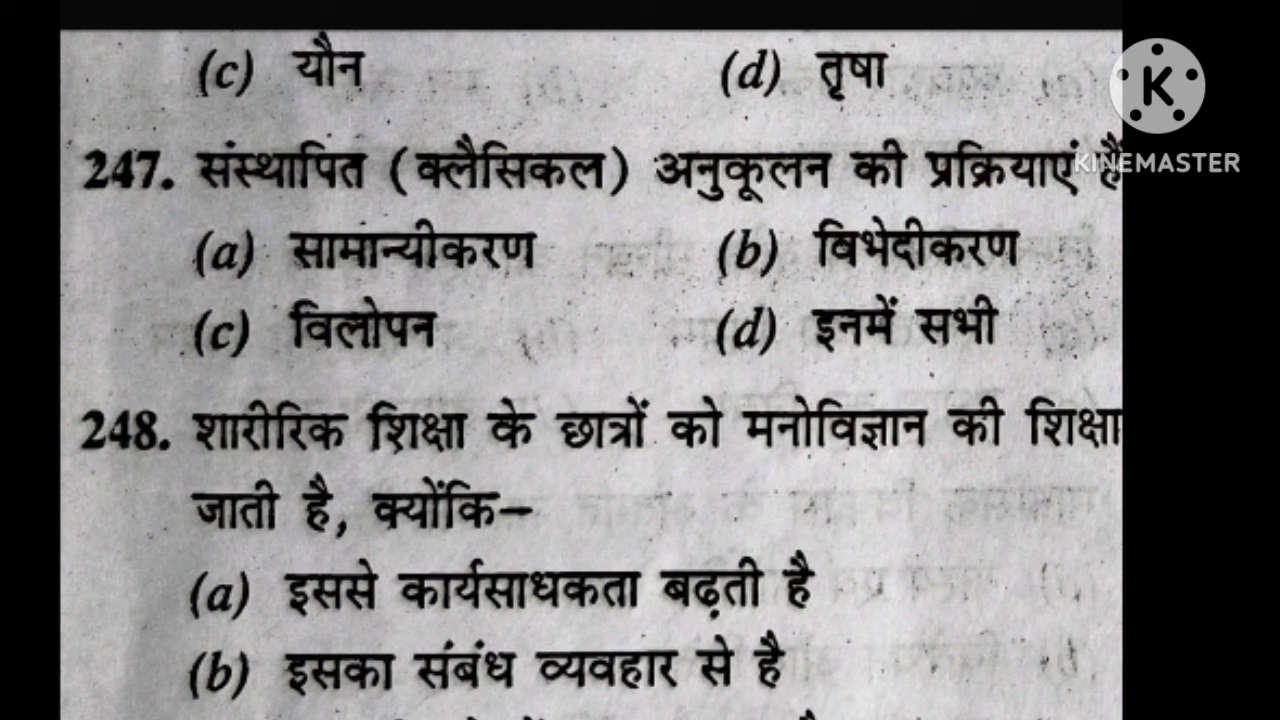 (c) यौन (d) तृषा
247. संस्थापित (क्लैसिकल) अनुकूलन की प्रक्रियाएं हैं
(a) सामान्यीकरण (b) विभेदीकरण
(c) विलोपन (d) इनमें सभी
248. शारीरिक शिक्षा के छात्रों को मनोविज्ञान की शिक्षा
जाती है, क्योंकि–
(a) इससे कार्यसाधकता बढ़ती है
(b) इसका संबंध व्यवहार से है
K
KINEMASTER